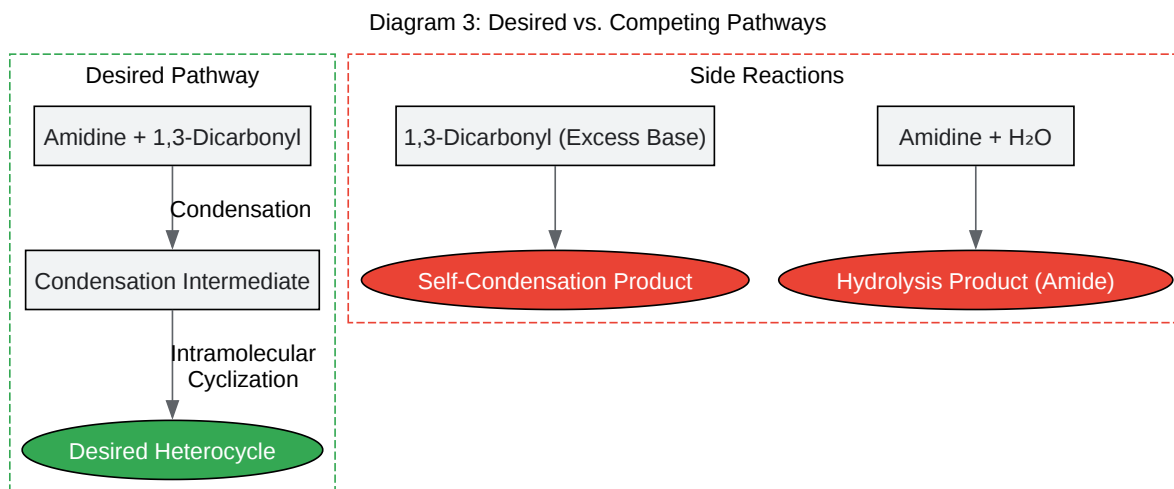 Diagram 3: Desired vs. Competing Pathways
Desired Pathway
Amidine + 1,3-Dicarbonyl
Condensation
Condensation Intermediate
Intramolecular
Cyclization
Desired Heterocycle
Side Reactions
1,3-Dicarbonyl (Excess Base)
Self-Condensation Product
Amidine + H₂O
Hydrolysis Product (Amide)